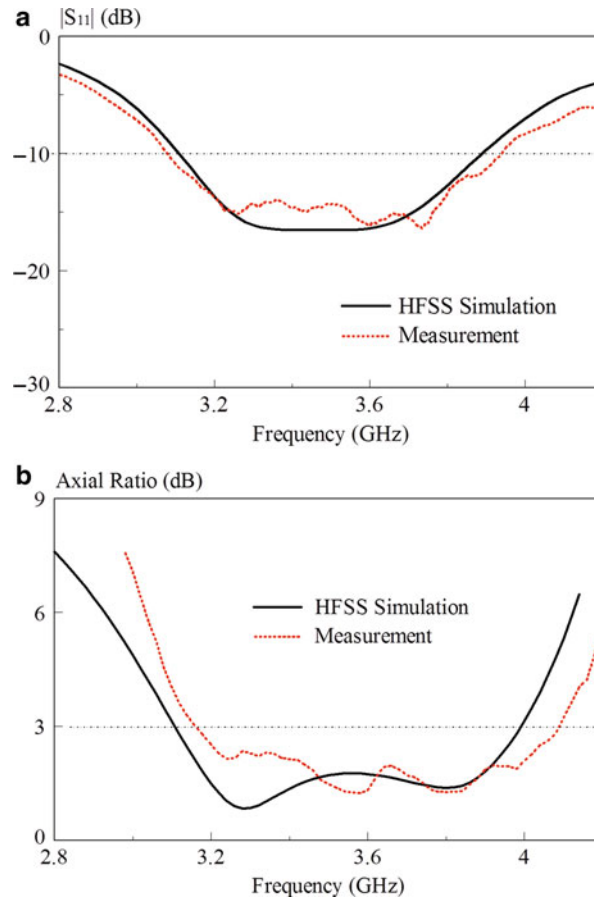 a |S₁₁| (dB)
0
−10
−20
−30
HFSS Simulation
Measurement
2.8 3.2 3.6 4
Frequency (GHz)
b Axial Ratio (dB)
9
6
3
0
HFSS Simulation
Measurement
2.8 3.2 3.6 4
Frequency (GHz)